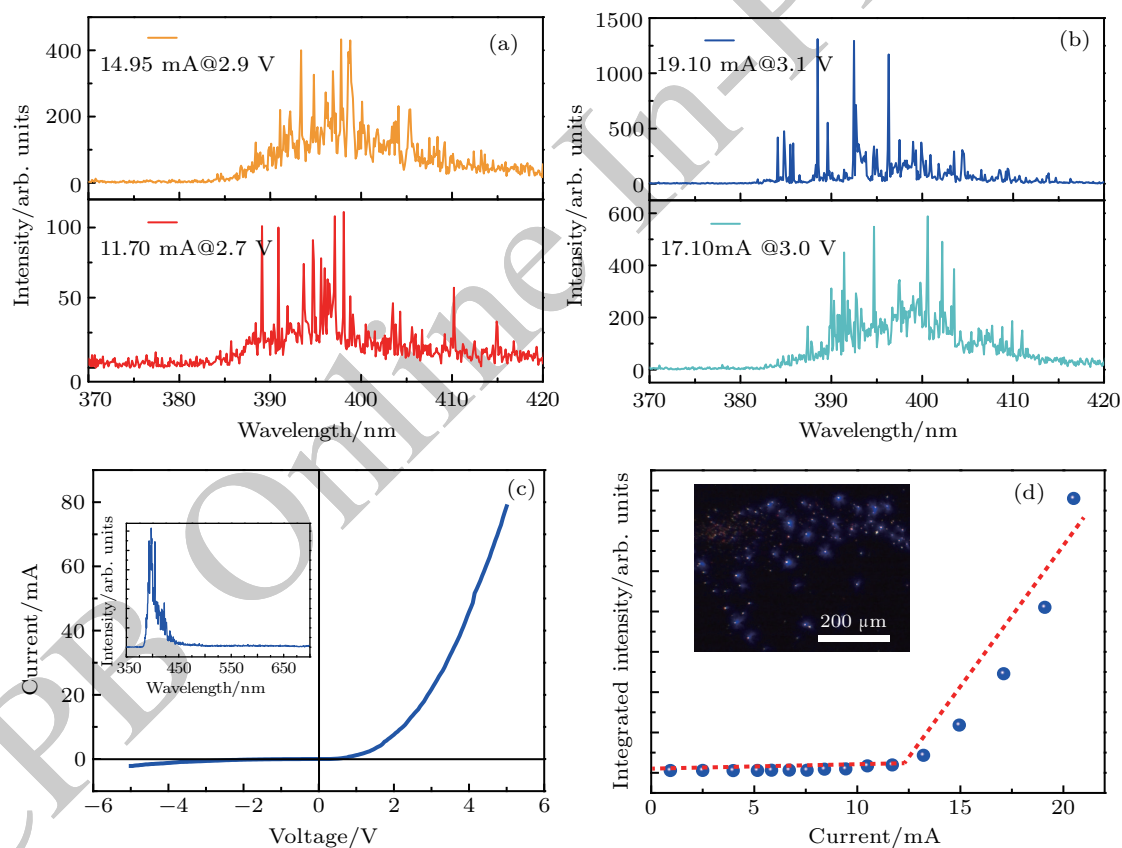 CPB Online In-Pr
(a)
14.95 mA@2.9 V
400
200
0
Intensity/arb. units
11.70 mA@2.7 V
100
50
0
370 380 390 400 410 420
Wavelength/nm
(b)
19.10 mA@3.1 V
1500
1000
500
0
Intensity/arb. units
17.10mA @3.0 V
600
400
200
0
370 380 390 400 410 420
Wavelength/nm
(c)
80
60
40
20
0
Current/mA
−6 −4 −2 0 2 4 6
Voltage/V
Intensity/arb. units
350 450 550 650
Wavelength/nm
(d)
Integrated intensity/arb. units
200 µm
0 5 10 15 20
Current/mA